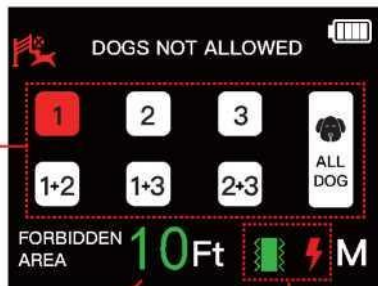 DOGS NOT ALLOWED
1 2 3
ALL
DOG
1+2 1+3 2+3
FORBIDDEN
AREA
10Ft M